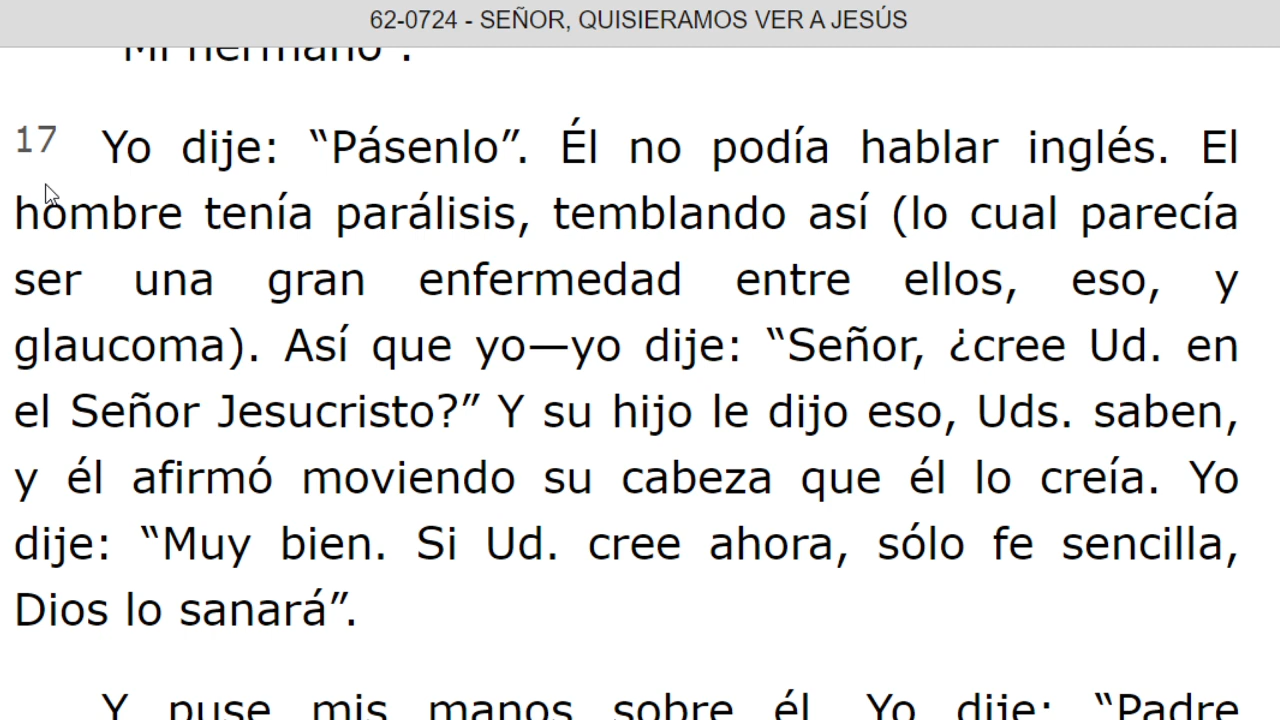 62-0724 - SEÑOR, QUISIERAMOS VER A JESÚS
“Mi hermano”.
17 Yo dije: “Pásenlo”. Él no podía hablar inglés. El
hombre tenía parálisis, temblando así (lo cual parecía
ser una gran enfermedad entre ellos, eso, y
glaucoma). Así que yo—yo dije: “Señor, ¿cree Ud. en
el Señor Jesucristo?” Y su hijo le dijo eso, Uds. saben,
y él afirmó moviendo su cabeza que él lo creía. Yo
dije: “Muy bien. Si Ud. cree ahora, sólo fe sencilla,
Dios lo sanará”.
Y puse mis manos sobre él. Yo dije: “Padre